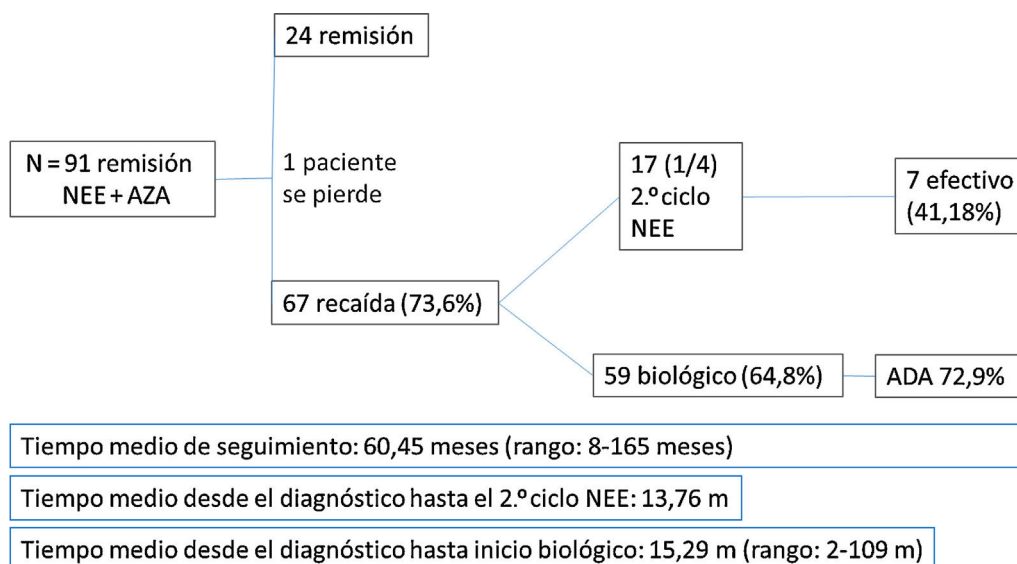 24 remisión
N = 91 remisión
NEE + AZA
1 paciente
se pierde
17 (1/4)
2.º ciclo
NEE
7 efectivo
(41,18%)
67 recaída (73,6%)
59 biológico (64,8%)
ADA 72,9%
Tiempo medio de seguimiento: 60,45 meses (rango: 8-165 meses)
Tiempo medio desde el diagnóstico hasta el 2.º ciclo NEE: 13,76 m
Tiempo medio desde el diagnóstico hasta inicio biológico: 15,29 m (rango: 2-109 m)